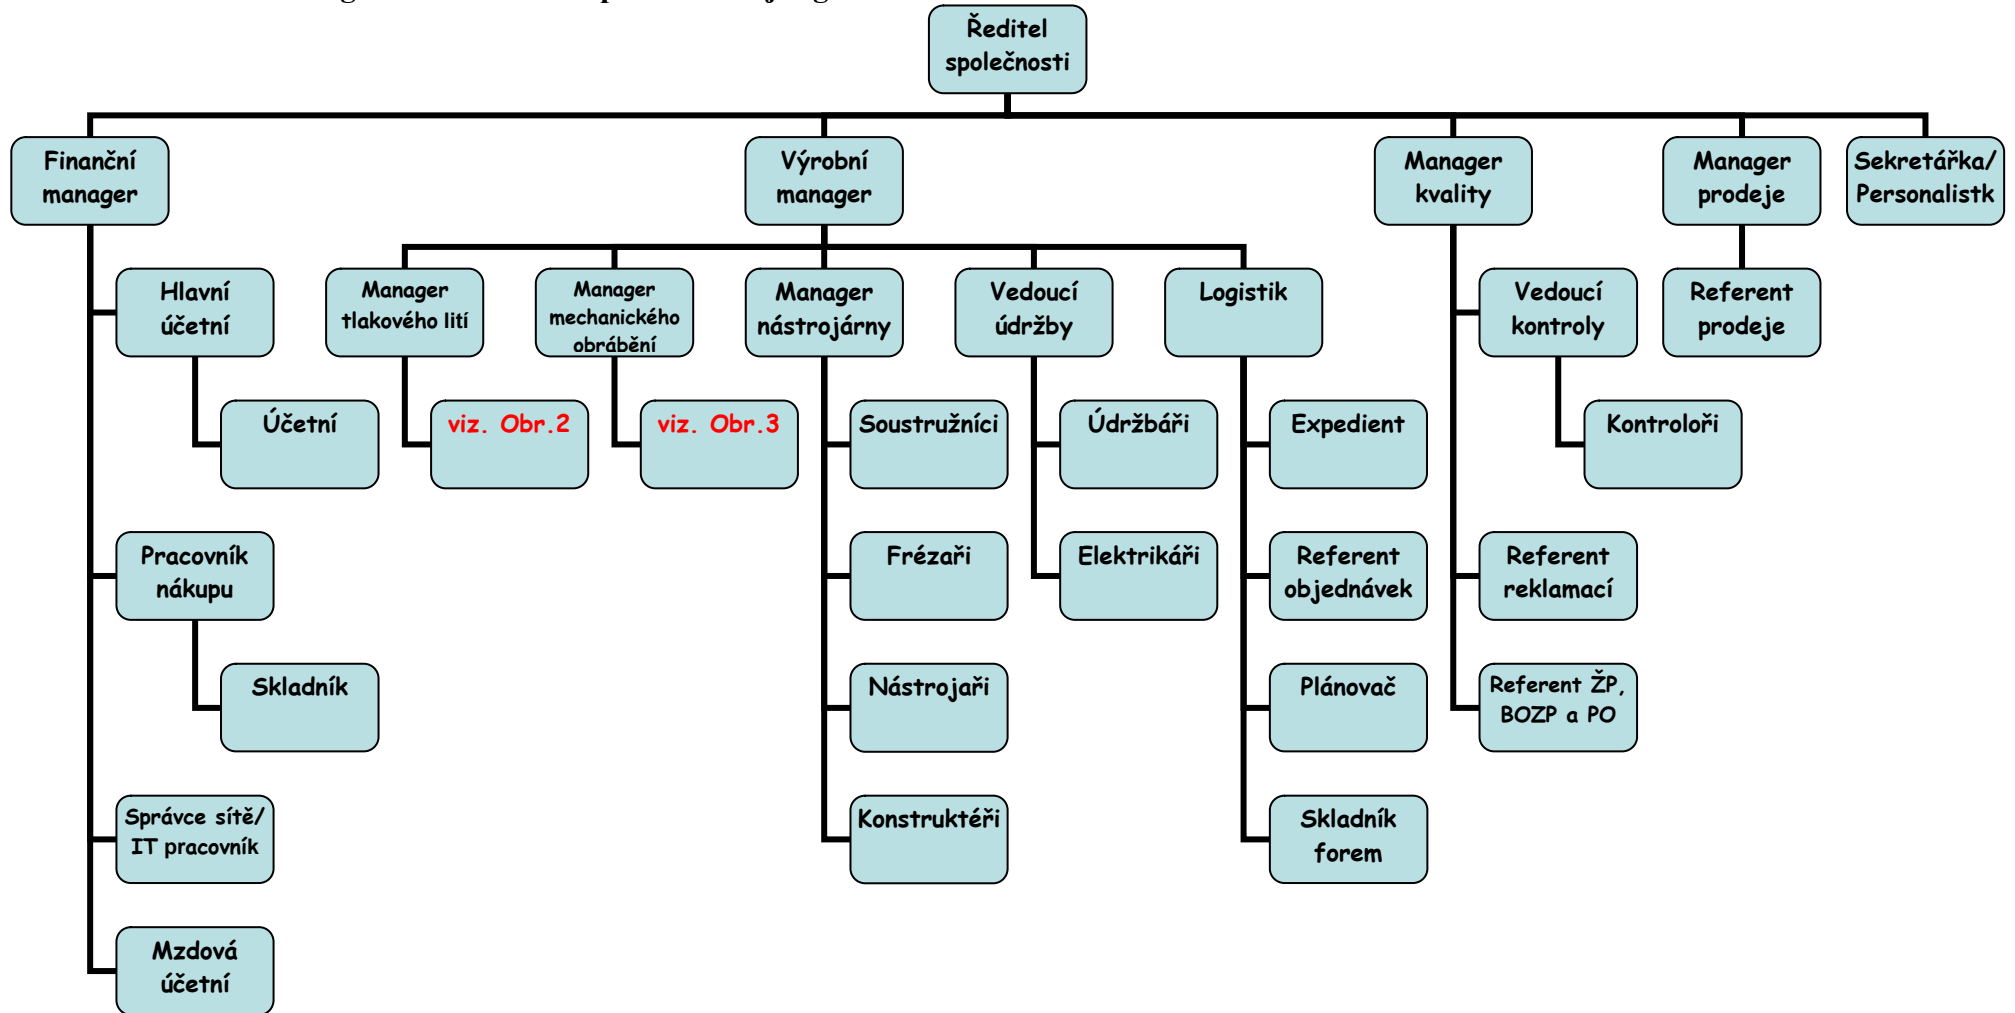 Ředitel
společnosti
Finanční
manager
Výrobní
manager
Manager
kvality
Manager
prodeje
Sekretářka/
Personalistk
Hlavní
účetní
Manager
tlakového lití
Manager
mechanického
obrábění
Manager
nástrojárny
Vedoucí
údržby
Logistik
Vedoucí
kontroly
Referent
prodeje
Účetní
viz. Obr.2
viz. Obr.3
Soustružníci
Údržbáři
Expedient
Kontroloři
Pracovník
nákupu
Frézaři
Elektrikáři
Referent
objednávek
Referent
reklamací
Skladník
Nástrojaři
Plánovač
Referent ŽP,
BOZP a PO
Správce sítě/
IT pracovník
Konstruktéři
Skladník
forem
Mzdová
účetní